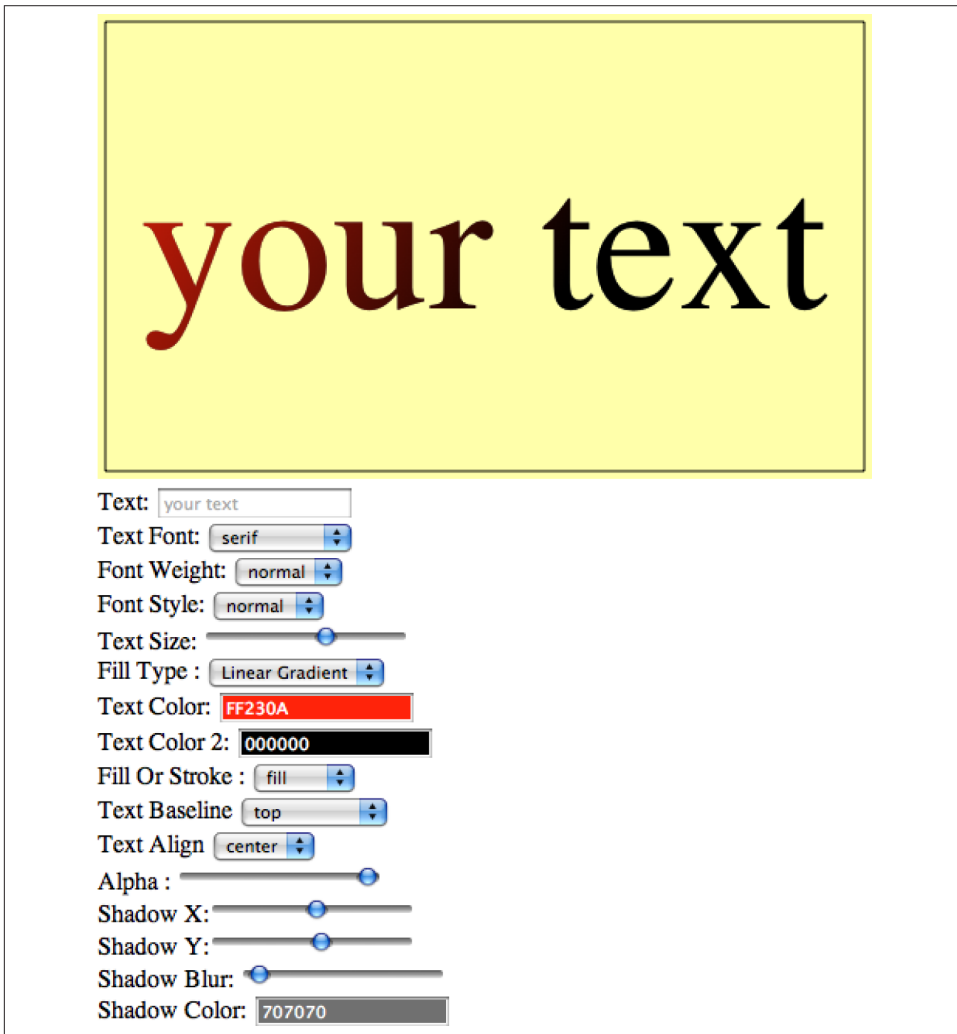 your text
Text: your text
Text Font: serif
Font Weight: normal
Font Style: normal
Text Size:
Fill Type : Linear Gradient
Text Color: FF230A
Text Color 2: 000000
Fill Or Stroke : fill
Text Baseline top
Text Align center
Alpha :
Shadow X:
Shadow Y:
Shadow Blur:
Shadow Color: 707070